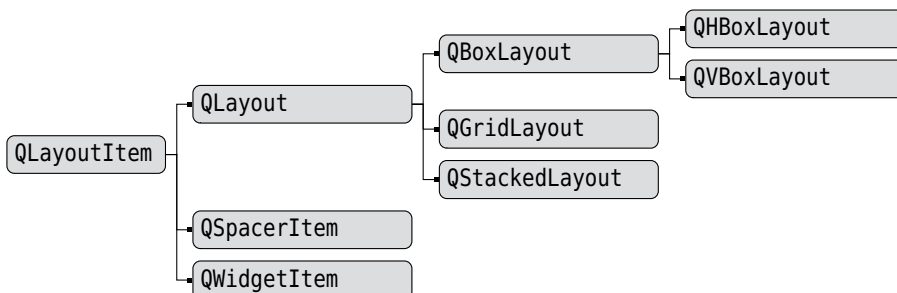 QLayoutItem
QLayout
QBoxLayout
QHBoxLayout
QVBoxLayout
QGridLayout
QStackedLayout
QSpacerItem
QWidgetItem